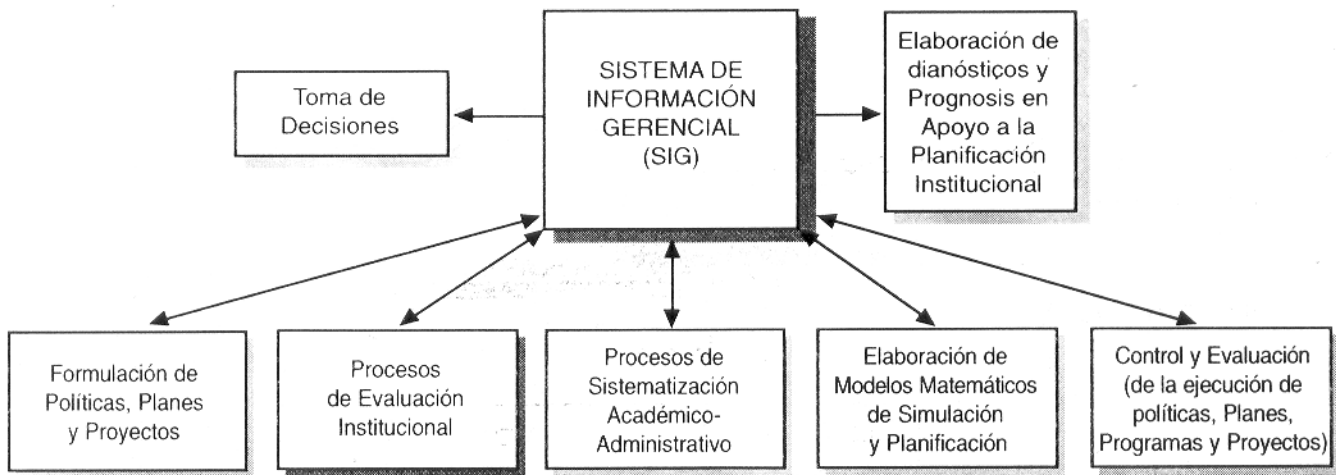 SISTEMA DE
INFORMACIÓN
GERENCIAL
(SIG)
Toma de
Decisiones
Elaboración de
dianósticos y
Prognosis en
Apoyo a la
Planificación
Institucional
Formulación de
Políticas, Planes
y Proyectos
Procesos
de Evaluación
Institucional
Procesos de
Sistematización
Académico-
Administrativo
Elaboración de
Modelos Matemáticos
de Simulación
y Planificación
Control y Evaluación
(de la ejecución de
políticas, Planes,
Programas y Proyectos)